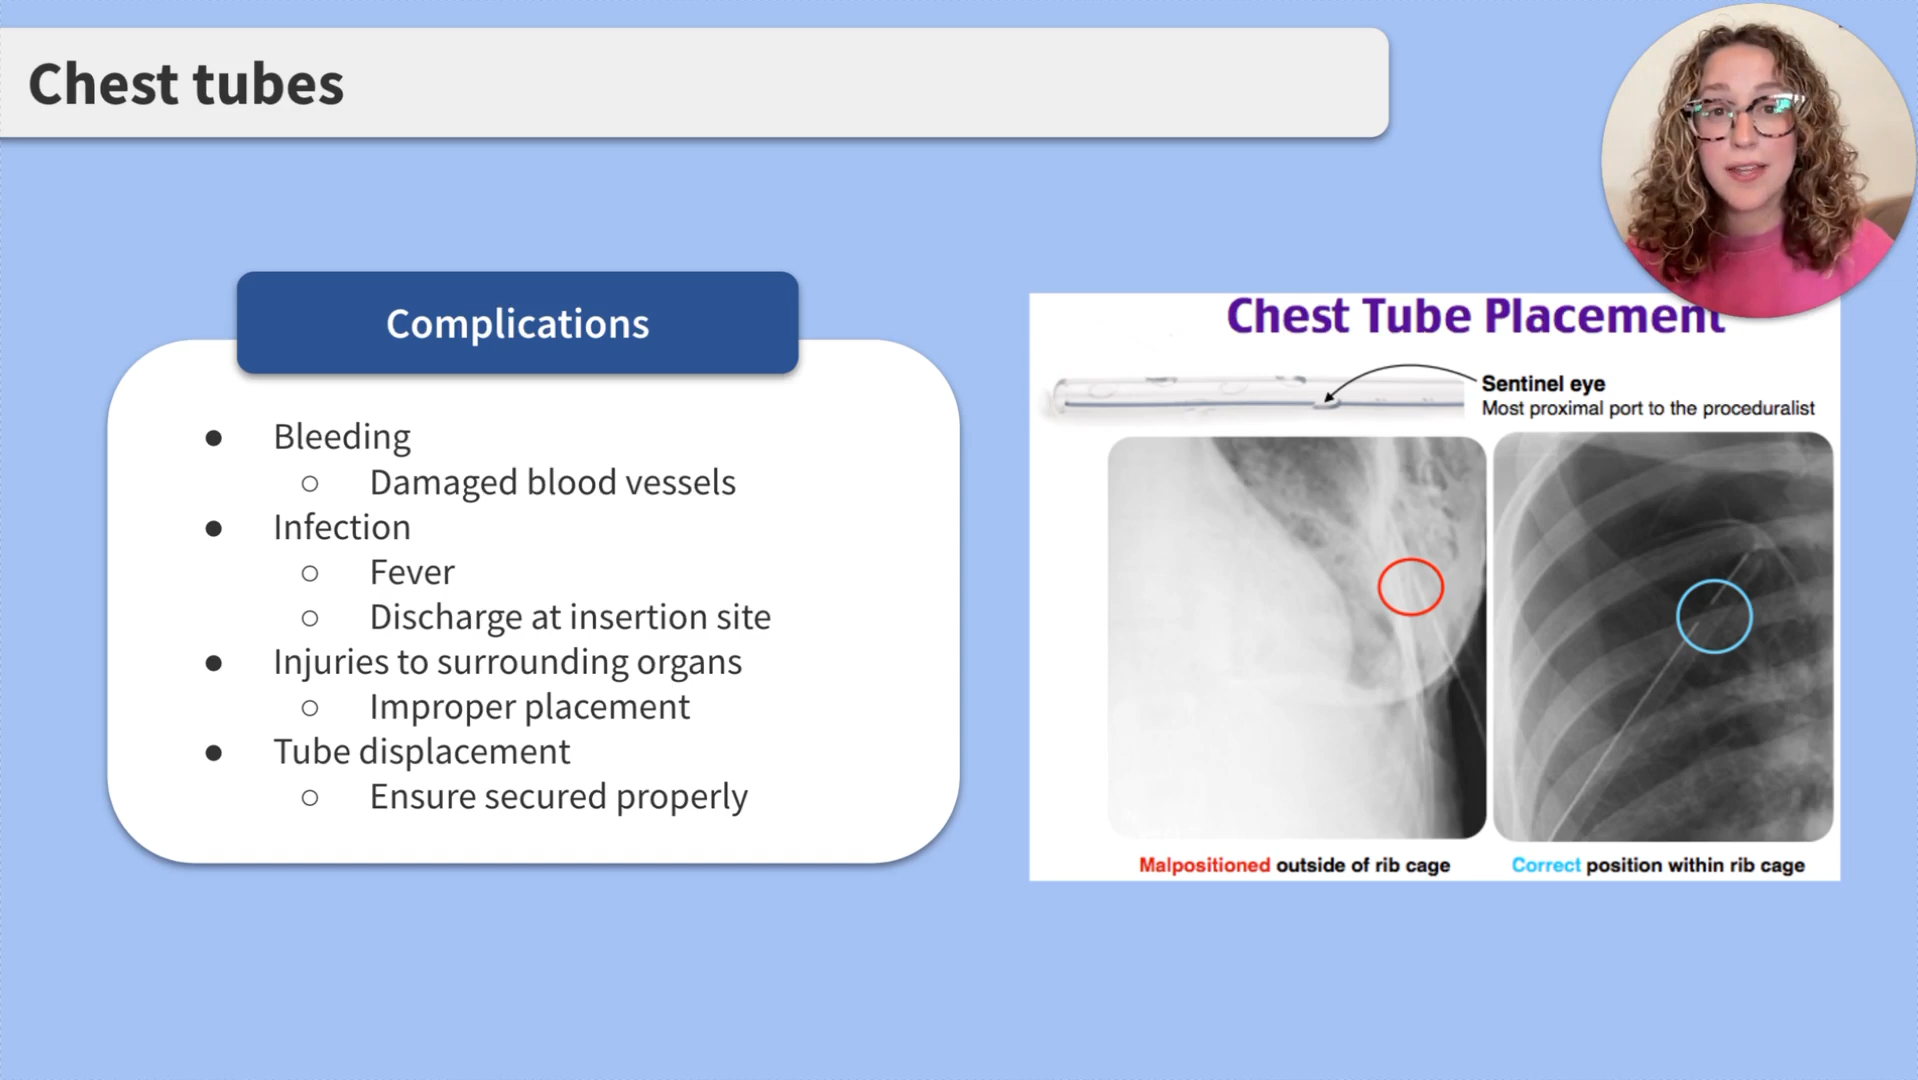 Chest tubes
Complications
Bleeding
Damaged blood vessels
Infection
Fever
Discharge at insertion site
Injuries to surrounding organs
Improper placement
Tube displacement
Ensure secured properly
Chest Tube Placement
Sentinel eye
Most proximal port to the proceduralist
Malpositioned outside of rib cage
Correct position within rib cage